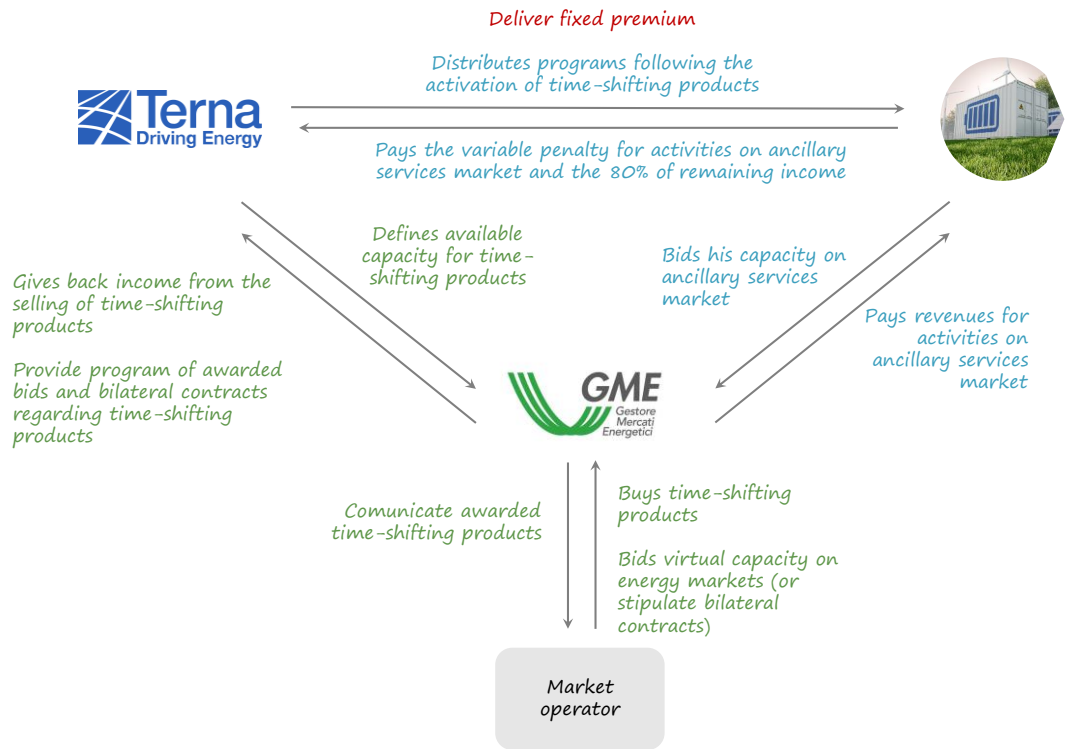 Deliver fixed premium
Distributes programs following the
activation of time-shifting products
Terna
Driving Energy
Pays the variable penalty for activities on ancillary
services market and the 80% of remaining income
Defines available
capacity for time-
shifting products
Bids his capacity on
ancillary services
market
Gives back income from the
selling of time-shifting
products
Pays revenues for
activities on
ancillary services
market
Provide program of awarded
bids and bilateral contracts
regarding time-shifting
products
GME
Gestore
Mercati
Energetici
Comunicate awarded
time-shifting products
Buys time-shifting
products
Bids virtual capacity on
energy markets (or
stipulate bilateral
contracts)
Market
operator